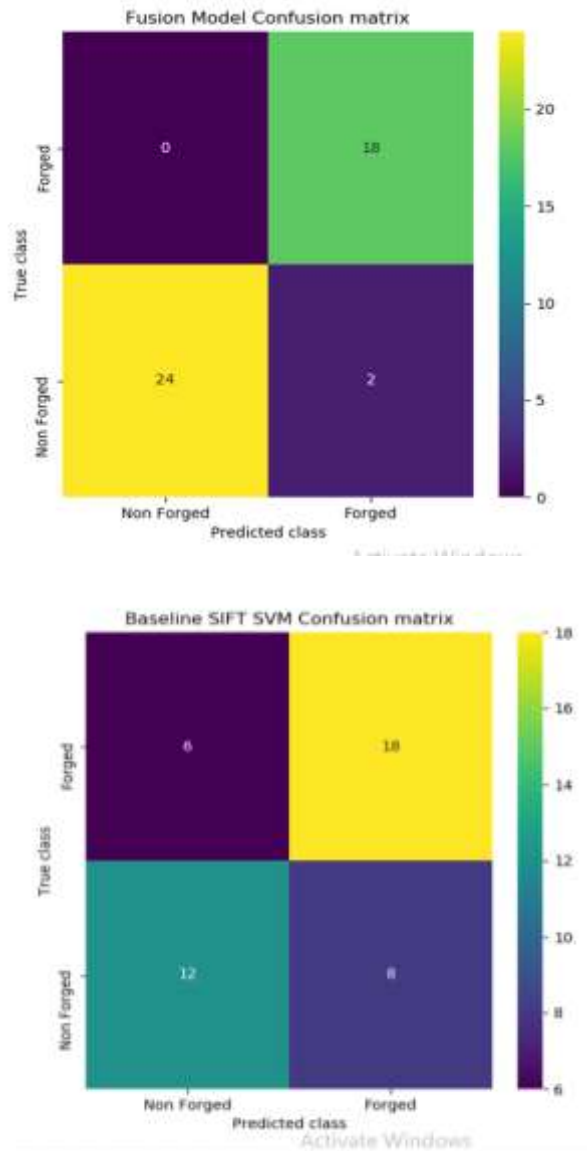 Fusion Model Confusion matrix
0 18
24 2
Forged
Non Forged
True class
Non Forged Forged
Predicted class
20
15
10
5
0
Activate Windows
Baseline SIFT SVM Confusion matrix
6 18
12 8
Forged
Non Forged
True class
Non Forged Forged
Predicted class
18
16
14
12
10
8
6
Activate Windows